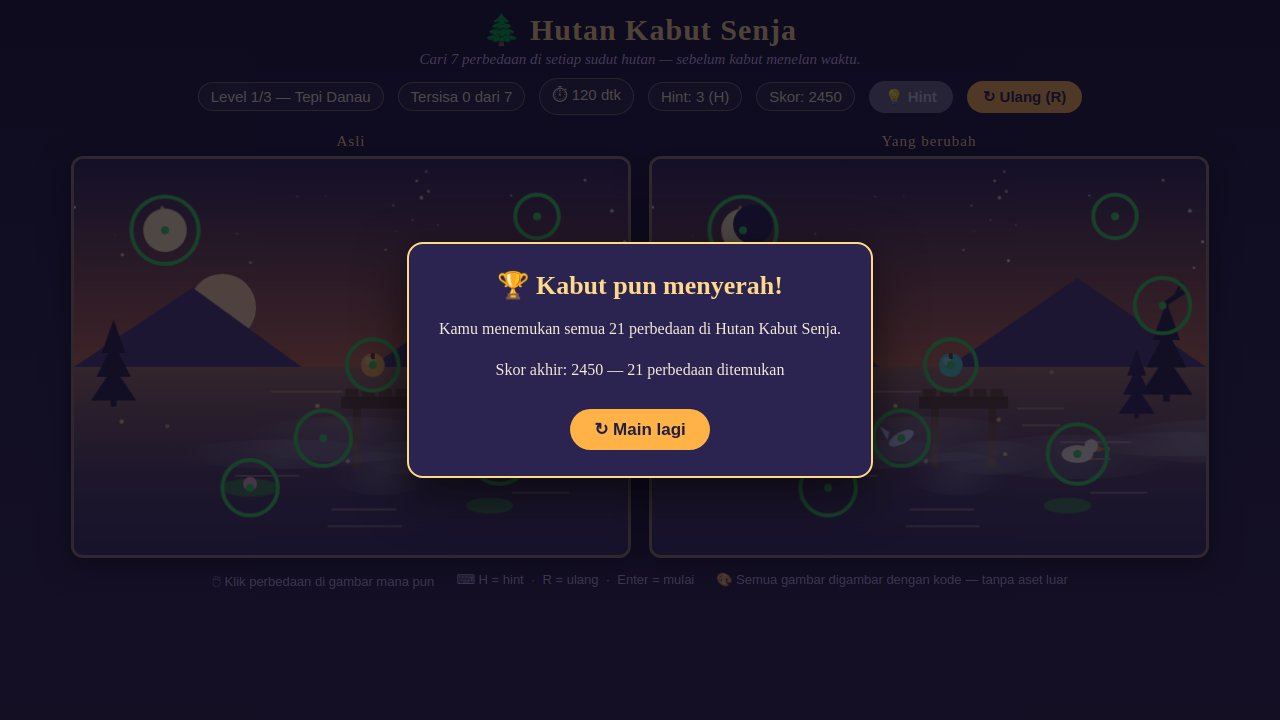 🌲 Hutan Kabut Senja
Cari 7 perbedaan di setiap sudut hutan — sebelum kabut menelan waktu.
Level 1/3 — Tepi Danau
Tersisa 0 dari 7
⏱ 120 dtk
Hint: 3 (H)
Skor: 2450
💡 Hint
↻ Ulang (R)
Asli
Yang berubah
🏆 Kabut pun menyerah!
Kamu menemukan semua 21 perbedaan di Hutan Kabut Senja.
Skor akhir: 2450 — 21 perbedaan ditemukan
↻ Main lagi
🖱 Klik perbedaan di gambar mana pun
⌨ H = hint · R = ulang · Enter = mulai
🎨 Semua gambar digambar dengan kode — tanpa aset luar